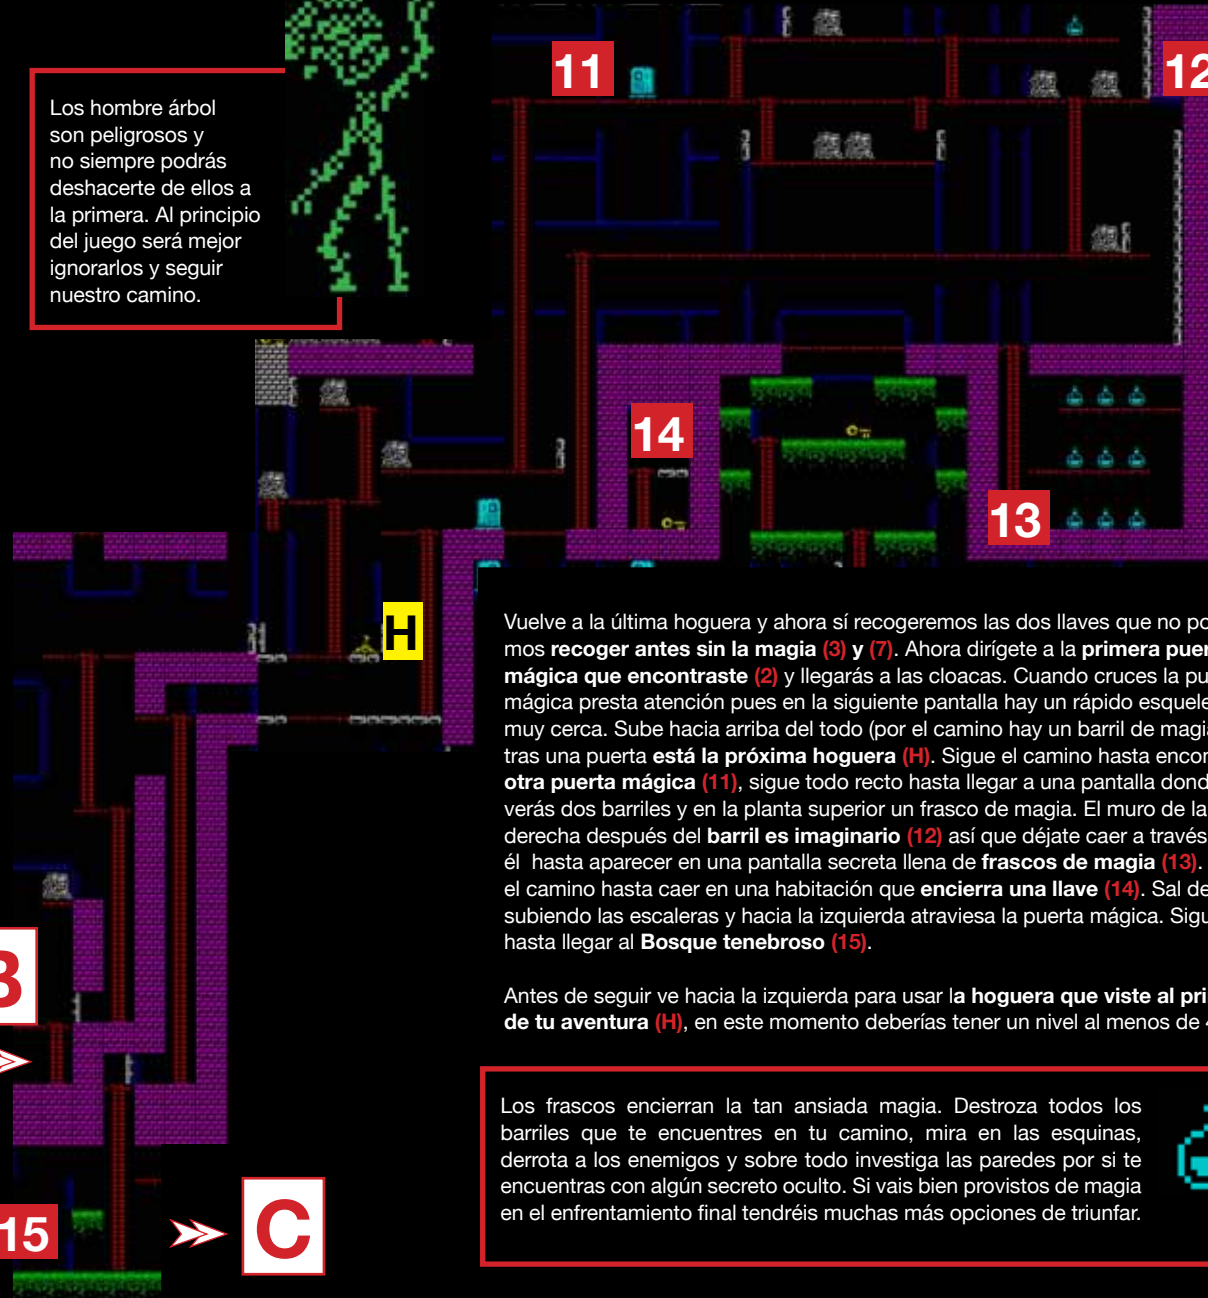 11
12
Los hombre árbol
son peligrosos y
no siempre podrás
deshacerte de ellos a
la primera. Al principio
del juego será mejor
ignorarlos y seguir
nuestro camino.
14
13
H
Vuelve a la última hoguera y ahora sí recogeremos las dos llaves que no po
mos recoger antes sin la magia (3) y (7). Ahora dirígete a la primera puer
mágica que encontraste (2) y llegarás a las cloacas. Cuando cruces la pu
mágica presta atención pues en la siguiente pantalla hay un rápido esquele
muy cerca. Sube hacia arriba del todo (por el camino hay un barril de magia
tras una puerta está la próxima hoguera (H). Sigue el camino hasta encon
otra puerta mágica (11), sigue todo recto hasta llegar a una pantalla dond
verás dos barriles y en la planta superior un frasco de magia. El muro de la
derecha después del barril es imaginario (12) así que déjate caer a través
él hasta aparecer en una pantalla secreta llena de frascos de magia (13).
el camino hasta caer en una habitación que encierra una llave (14). Sal de
subiendo las escaleras y hacia la izquierda atraviesa la puerta mágica. Sigu
hasta llegar al Bosque tenebroso (15).
Antes de seguir ve hacia la izquierda para usar la hoguera que viste al pri
de tu aventura (H), en este momento deberías tener un nivel al menos de 4
B
Los frascos encierran la tan ansiada magia. Destroza todos los
barriles que te encuentres en tu camino, mira en las esquinas,
derrota a los enemigos y sobre todo investiga las paredes por si te
encuentras con algún secreto oculto. Si vais bien provistos de magia
en el enfrentamiento final tendréis muchas más opciones de triunfar.
15
C